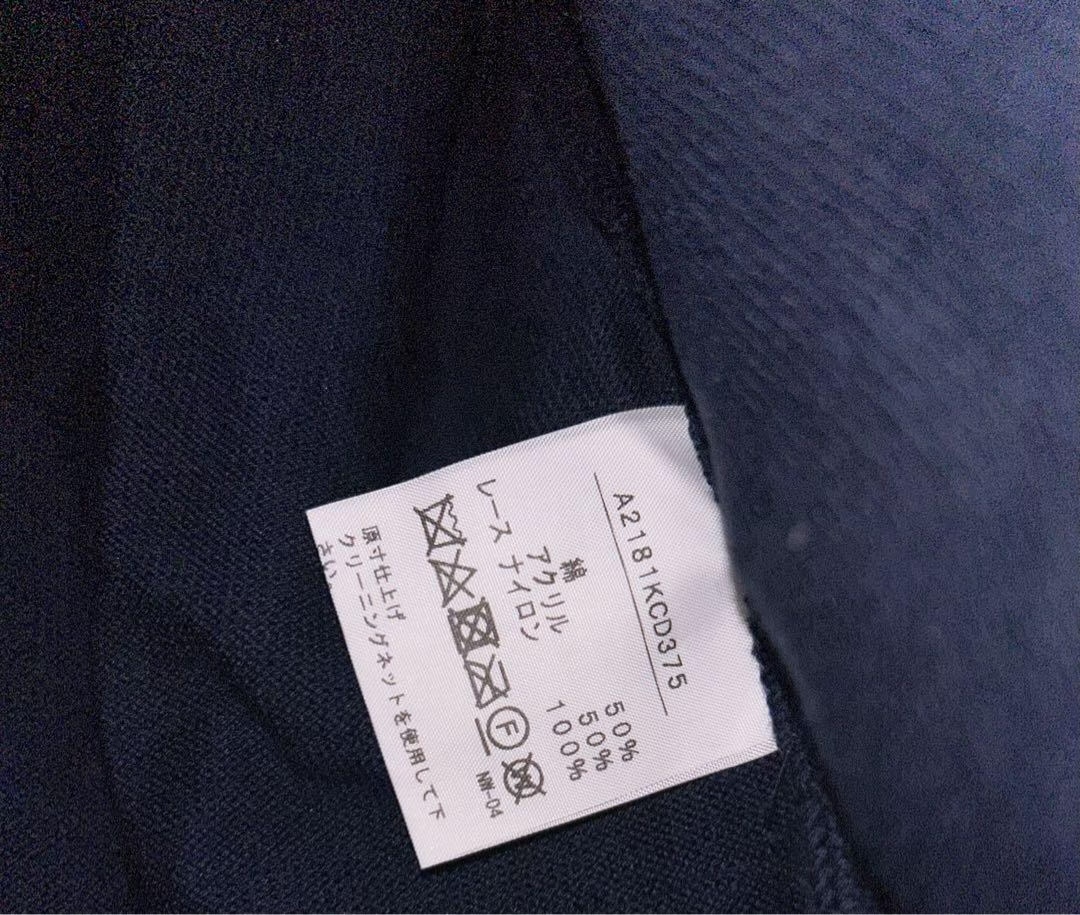 A2181KCD375
綿 50%
アクリル 50%
レース ナイロン 100%
F W
NW-04
原寸仕上げ
クリーニングネットを使用して下
さい。